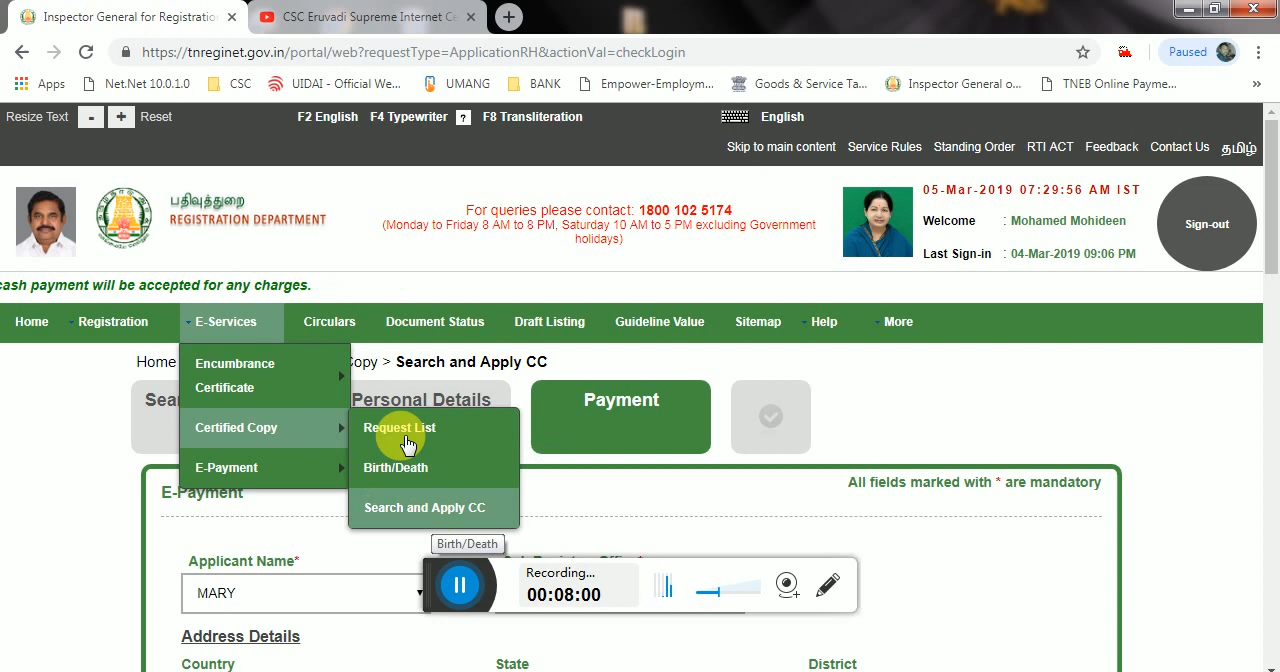 Inspector General for Registratio
CSC Eruvadi Supreme Internet Ce
https://tnreginet.gov.in/portal/web?requestType=ApplicationRH&actionVal=checkLogin
Paused
Apps
Net.Net 10.0.1.0
CSC
UIDAI - Official We...
UMANG
BANK
Empower-Employm...
Goods & Service Ta...
Inspector General o...
TNEB Online Payme...
»
Resize Text - + Reset
F2 English F4 Typewriter ? F8 Transliteration
English
Skip to main content Service Rules Standing Order RTI ACT Feedback Contact Us தமிழ்
பதிவுத்துறை
REGISTRATION DEPARTMENT
For queries please contact: 1800 102 5174
(Monday to Friday 8 AM to 8 PM, Saturday 10 AM to 5 PM excluding Government
holidays)
05-Mar-2019 07:29:56 AM IST
Welcome : Mohamed Mohideen
Last Sign-in : 04-Mar-2019 09:06 PM
Sign-out
cash payment will be accepted for any charges.
Home Registration E-Services Circulars Document Status Draft Listing Guideline Value Sitemap Help More
Home
opy > Search and Apply CC
Encumbrance
Certificate
Certified Copy
E-Payment
Request List
Birth/Death
Search and Apply CC
Sear
Personal Details
Payment
E-Payment
All fields marked with * are mandatory
Birth/Death
Applicant Name*
MARY
Recording...
00:08:00
Address Details
Country State District